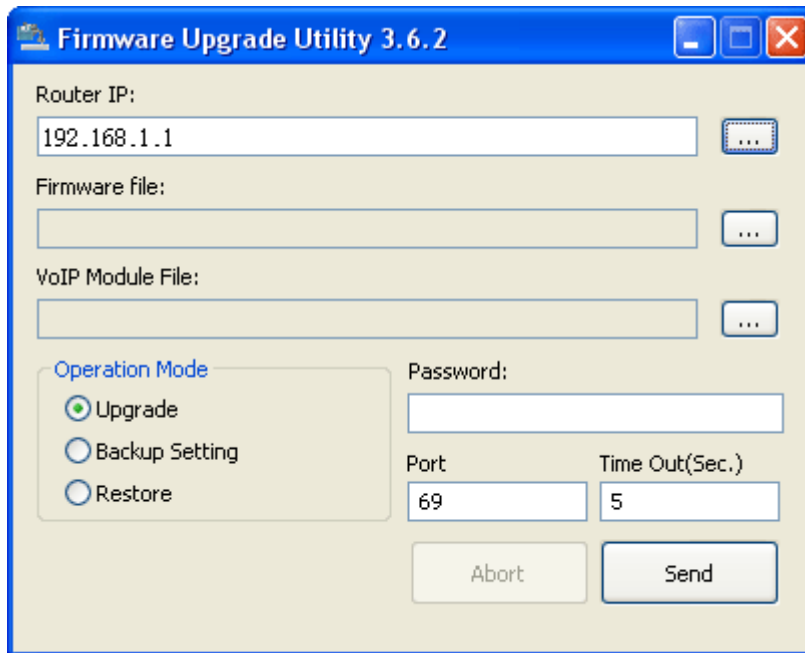 Firmware Upgrade Utility 3.6.2
Router IP:
192.168.1.1
...
Firmware file:
...
VoIP Module File:
...
Operation Mode
Upgrade
Backup Setting
Restore
Password:
Port
Time Out(Sec.)
69
5
Abort
Send